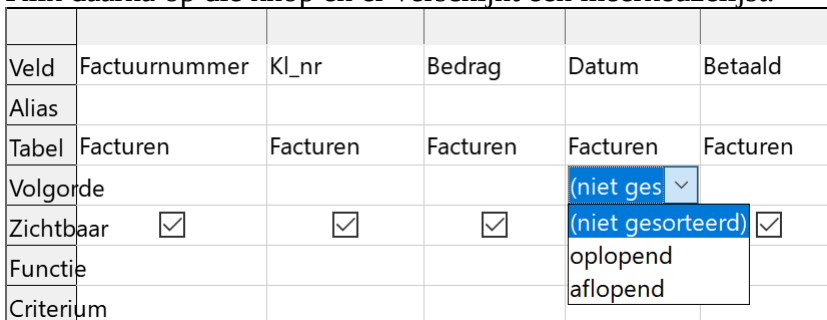 Veld Factuurnummer Kl_nr Bedrag Datum Betaald
Alias
Tabel Facturen Facturen Facturen Facturen Facturen
Volgorde (niet ges
Zichtbaar (niet gesorteerd)
oplopend
Functie
aflopend
Criterium